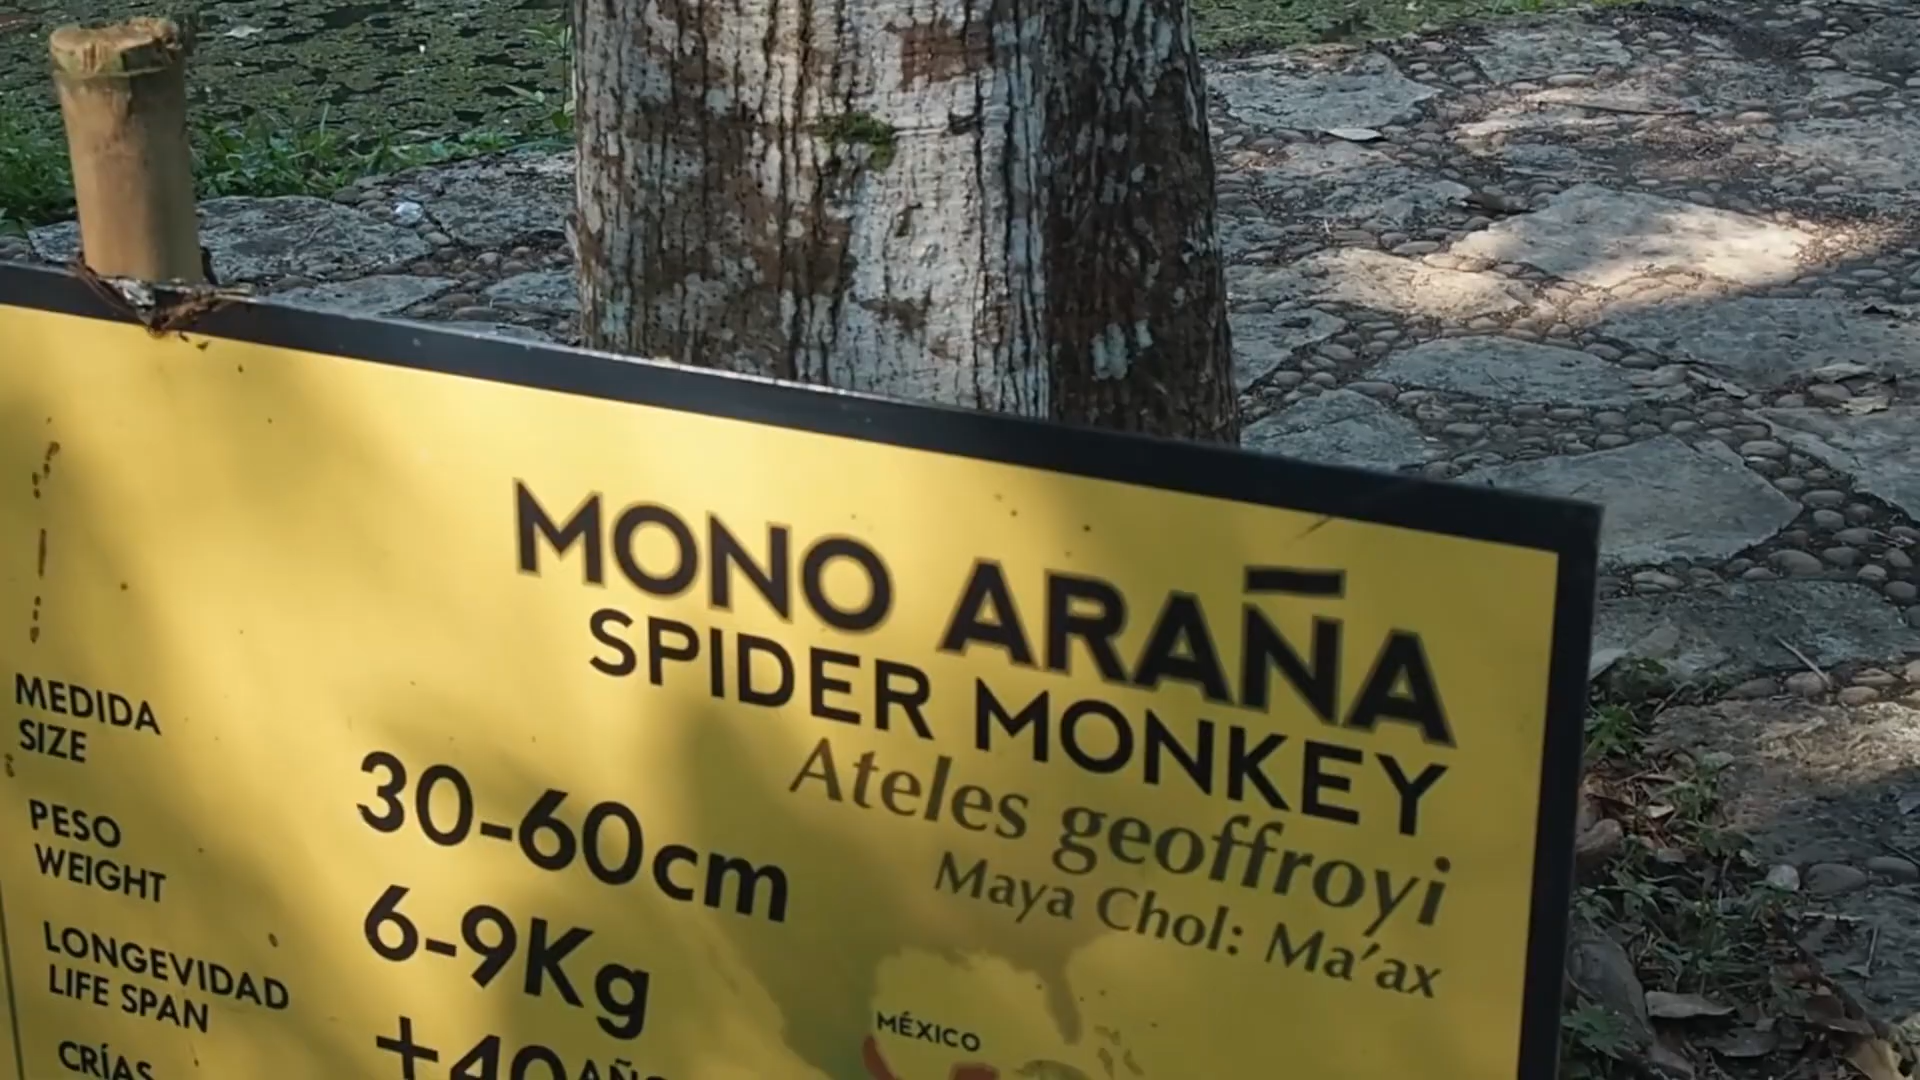 MONO ARAÑA
SPIDER MONKEY
Ateles geoffroyi
Maya Chol: Ma'ax
MEDIDA
SIZE
30-60cm
PESO
WEIGHT
6-9Kg
LONGEVIDAD
LIFE SPAN
+40
CRÍAS
MÉXICO